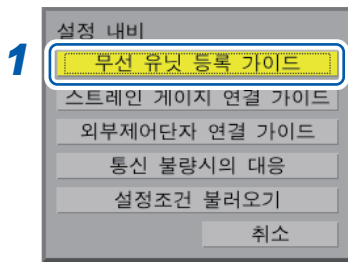 설정 내비
1
무선 유닛 등록 가이드
스트레인 게이지 연결 가이드
외부제어단자 연결 가이드
통신 불량시의 대응
설정조건 불러오기
취소